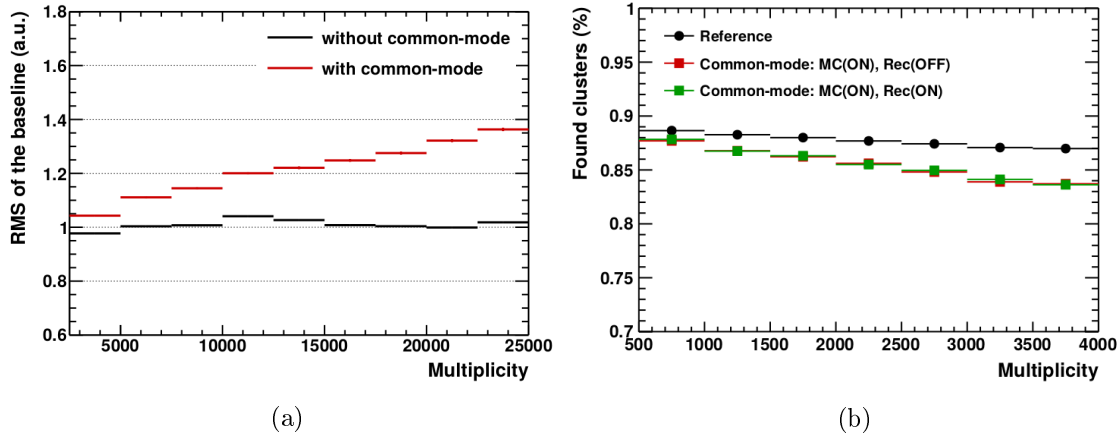 RMS of the baseline (a.u.)
1.8
1.6
1.4
1.2
1
0.8
0.6
without common-mode
with common-mode
5000 10000 15000 20000 25000
Multiplicity
(a)
Found clusters (%)
1
0.95
0.9
0.85
0.8
0.75
0.7
Reference
Common-mode: MC(ON), Rec(OFF)
Common-mode: MC(ON), Rec(ON)
500 1000 1500 2000 2500 3000 3500 4000
Multiplicity
(b)